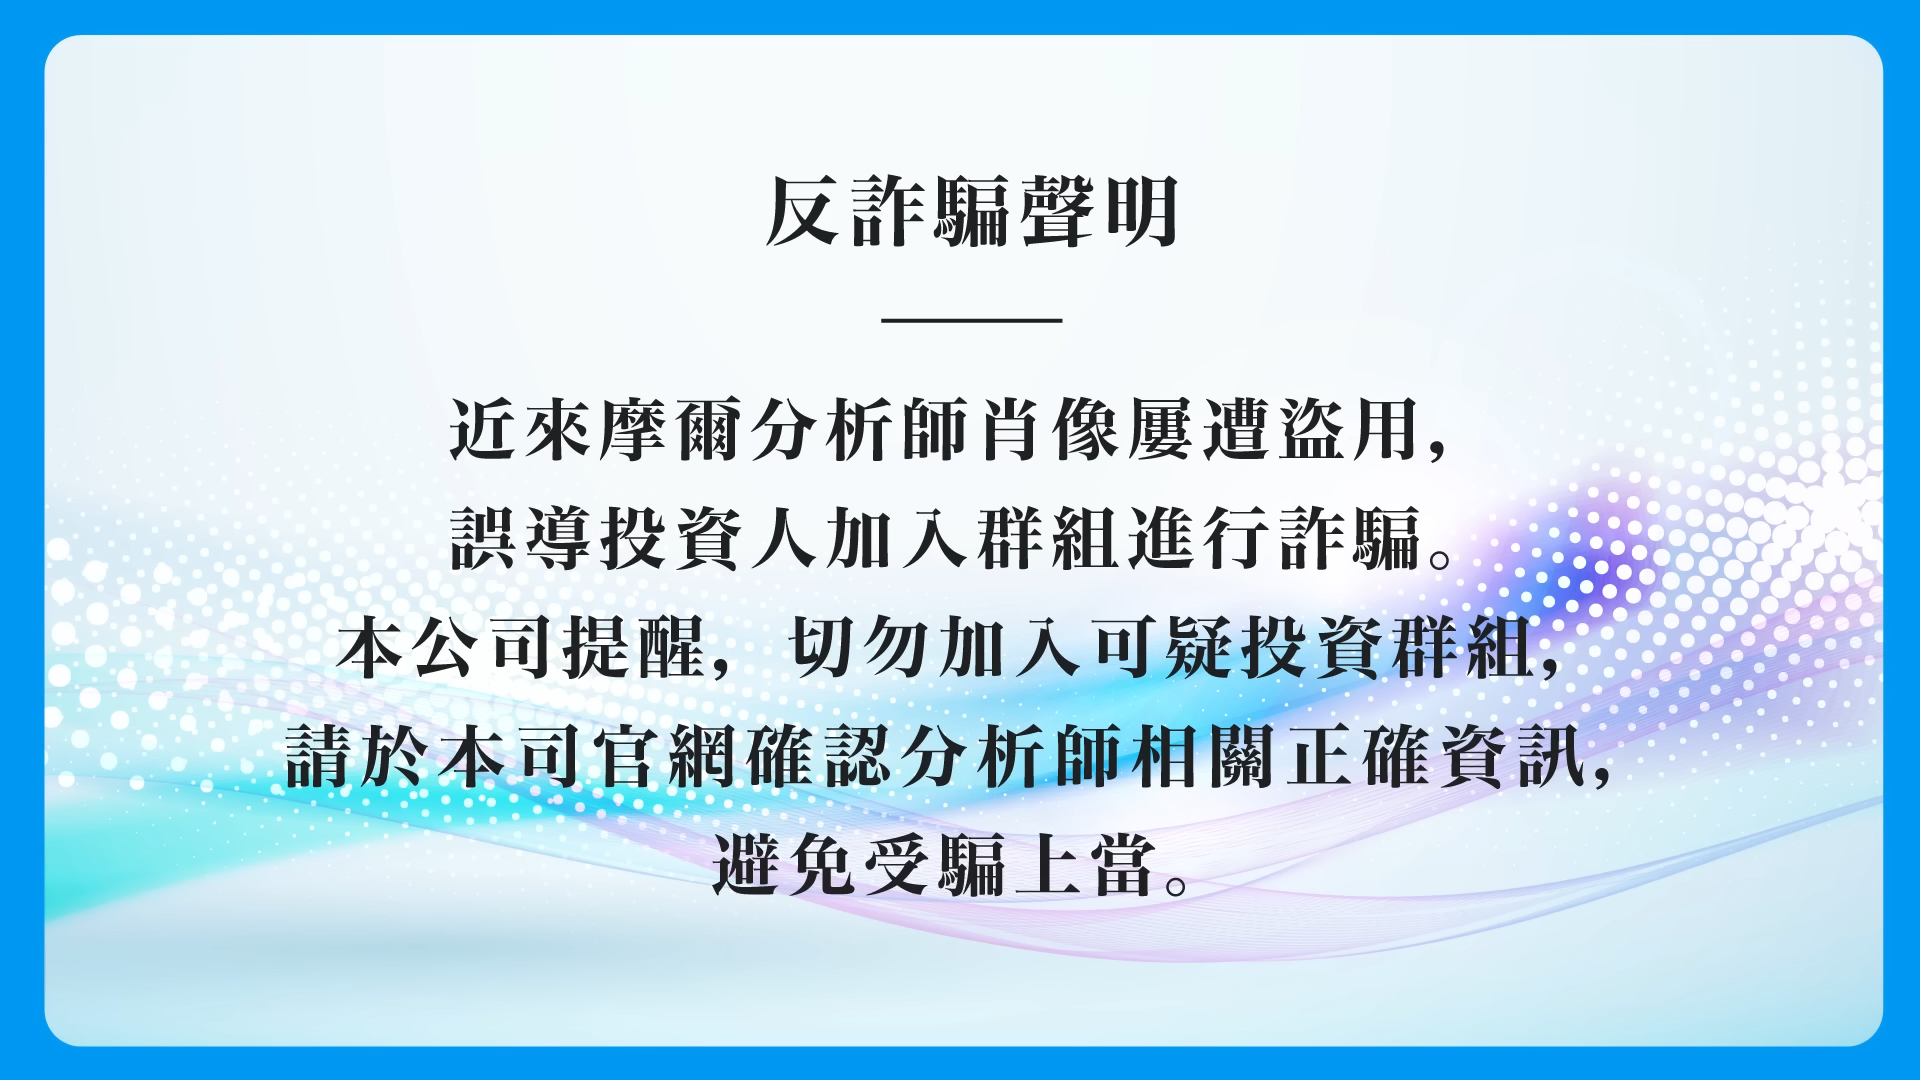 反詐騙聲明
近來摩爾分析師肖像屢遭盜用，
誤導投資人加入群組進行詐騙。
本公司提醒，切勿加入可疑投資群組，
請於本司官網確認分析師相關正確資訊，
避免受騙上當。